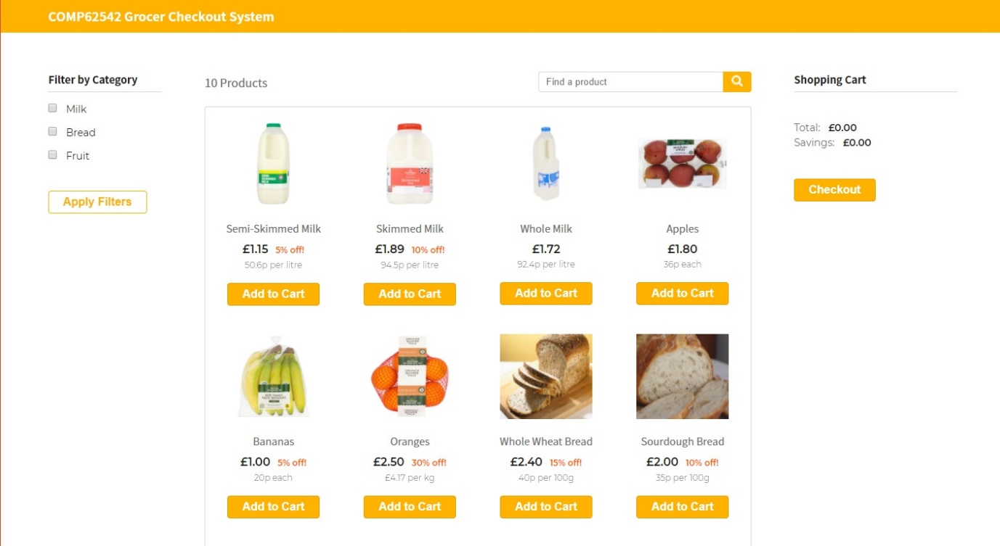 COMP62542 Grocer Checkout System
Filter by Category
Milk
Bread
Fruit
Apply Filters
10 Products
Find a product
Semi-Skimmed Milk
£1.15 5% off!
50.6p per litre
Add to Cart
Skimmed Milk
£1.89 10% off!
94.5p per litre
Add to Cart
Whole Milk
£1.72
92.4p per litre
Add to Cart
Apples
£1.80
36p each
Add to Cart
Bananas
£1.00 5% off!
20p each
Add to Cart
Oranges
£2.50 30% off!
£4.17 per kg
Add to Cart
Whole Wheat Bread
£2.40 15% off!
40p per 100g
Add to Cart
Sourdough Bread
£2.00 10% off!
35p per 100g
Add to Cart
Shopping Cart
Total: £0.00
Savings: £0.00
Checkout